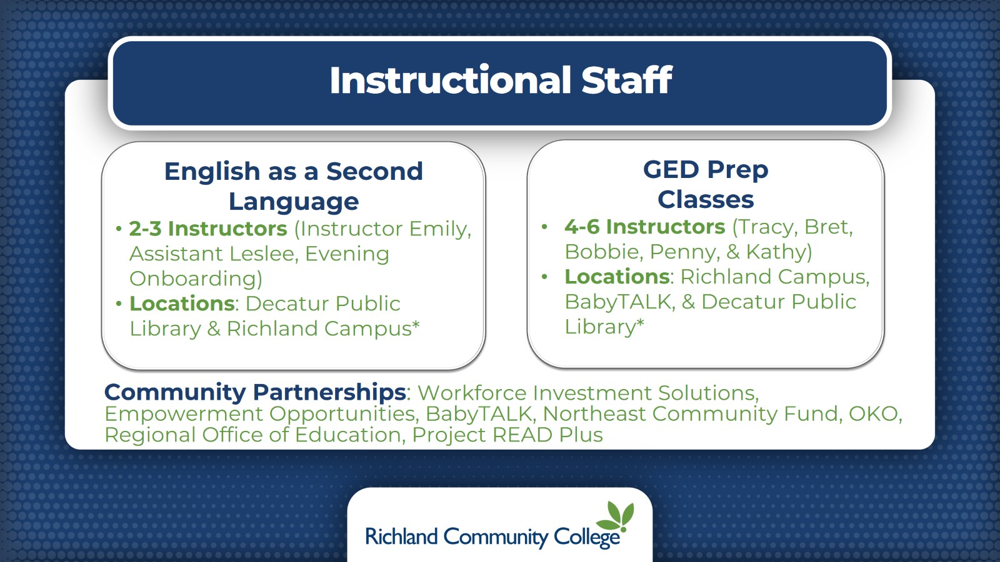 Instructional Staff
English as a Second
Language
• 2-3 Instructors (Instructor Emily,
Assistant Leslee, Evening
Onboarding)
• Locations: Decatur Public
Library & Richland Campus*
GED Prep
Classes
• 4-6 Instructors (Tracy, Bret,
Bobbie, Penny, & Kathy)
• Locations: Richland Campus,
BabyTALK, & Decatur Public
Library*
Community Partnerships: Workforce Investment Solutions,
Empowerment Opportunities, BabyTALK, Northeast Community Fund, OKO,
Regional Office of Education, Project READ Plus
Richland Community College